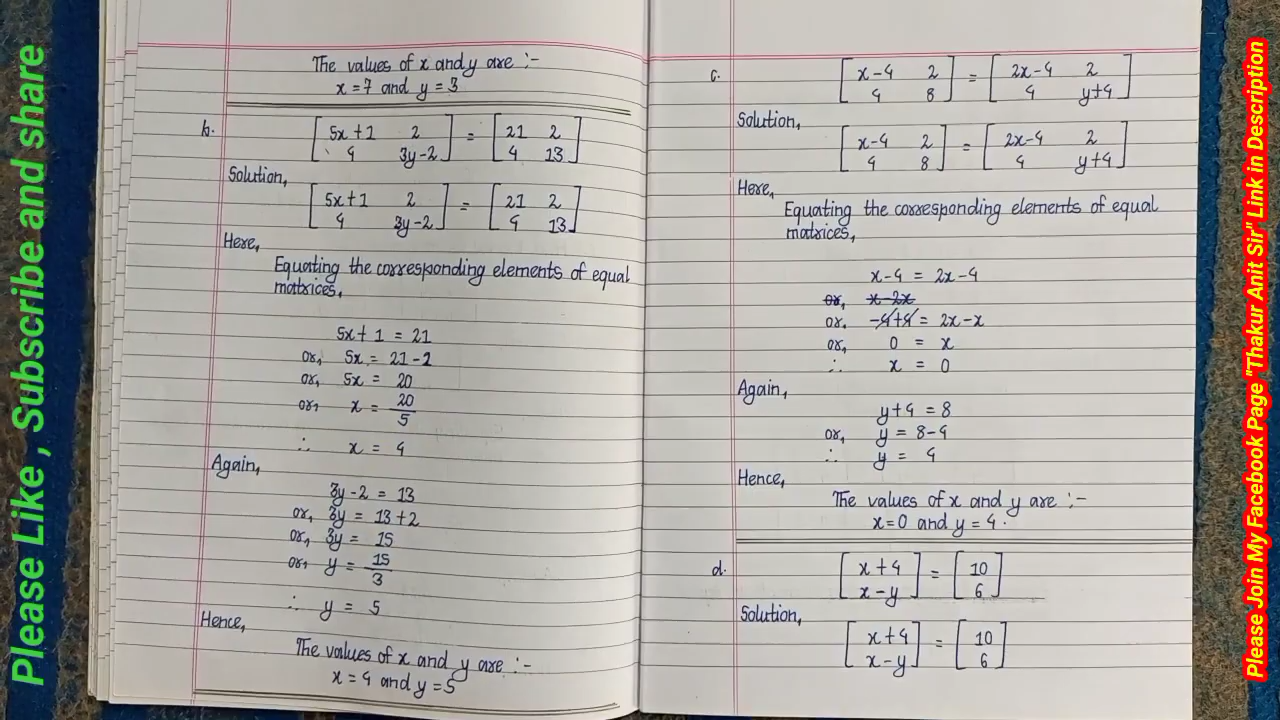 Please Like , Subscribe and share
The values of x and y are :-
x = 7 and y = 3
b. [5x+1 2 = [21 2
4 3y-2] 4 13]
Solution,
[5x+1 2 = [21 2
4 3y-2] 4 13]
Here,
Equating the corresponding elements of equal
matrices,
5x+1 = 21
or, 5x = 21-1
or, 5x = 20
or, x = 20/5
∴ x = 4
Again,
3y-2 = 13
or, 3y = 13+2
or, 3y = 15
or, y = 15/3
∴ y = 5
Hence,
The values of x and y are :-
x = 4 and y = 5
c. [x-4 2 = [2x-4 2
4 8] 4 y+4]
Solution,
[x-4 2 = [2x-4 2
4 8] 4 y+4]
Here,
Equating the corresponding elements of equal
matrices,
x-4 = 2x-4
or, x-2x
or, -4+4 = 2x-x
or, 0 = x
∴ x = 0
Again,
y+4 = 8
or, y = 8-4
∴ y = 4
Hence,
The values of x and y are :-
x=0 and y = 4.
d. [x+4 = [10
x-y] 6]
Solution,
[x+4 = [10
x-y] 6]
Please Join My Facebook Page "Thakur Anit Sir" Link in Description